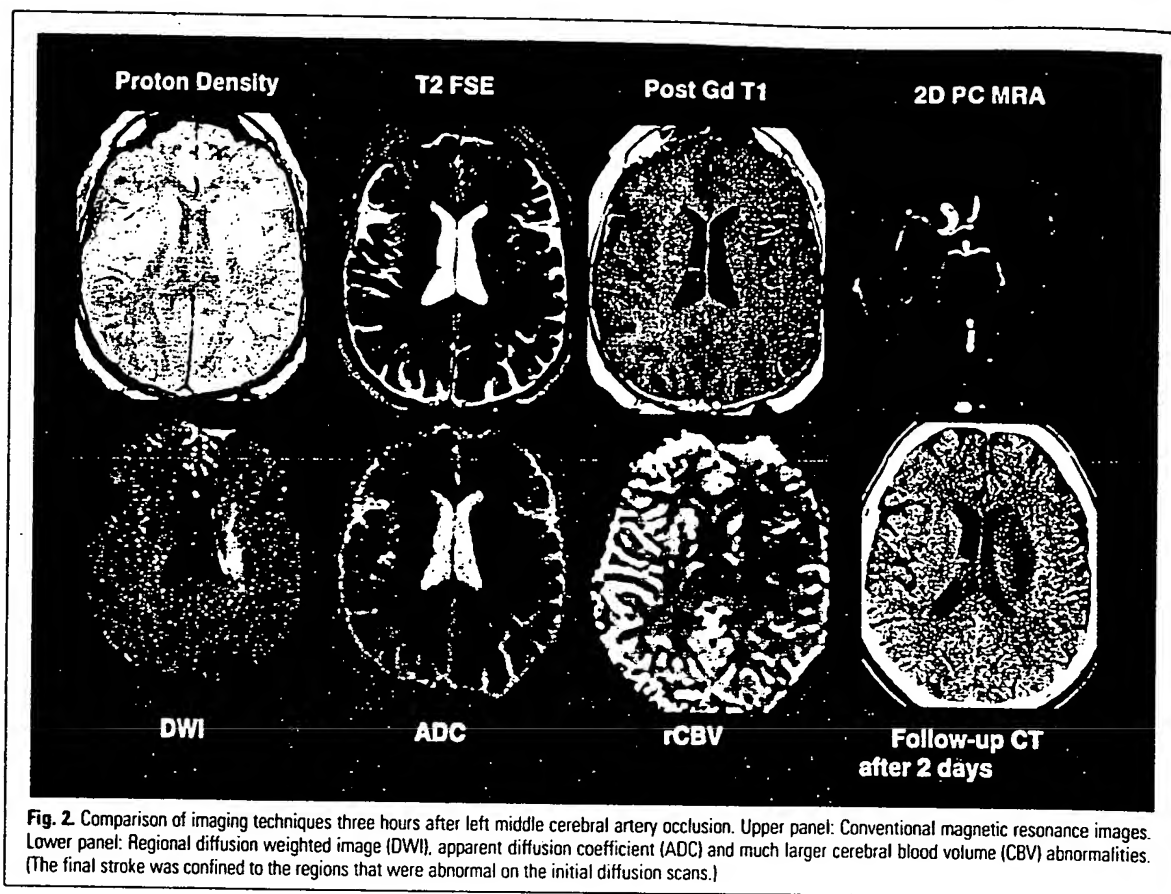 Proton Density
T2 FSE
Post Gd T1
2D PC MRA
DWI
ADC
rCBV
Follow-up CT
after 2 days
Fig. 2. Comparison of imaging techniques three hours after left middle cerebral artery occlusion. Upper panel: Conventional magnetic resonance images.
Lower panel: Regional diffusion weighted image (DWI), apparent diffusion coefficient (ADC) and much larger cerebral blood volume (CBV) abnormalities.
(The final stroke was confined to the regions that were abnormal on the initial diffusion scans.)